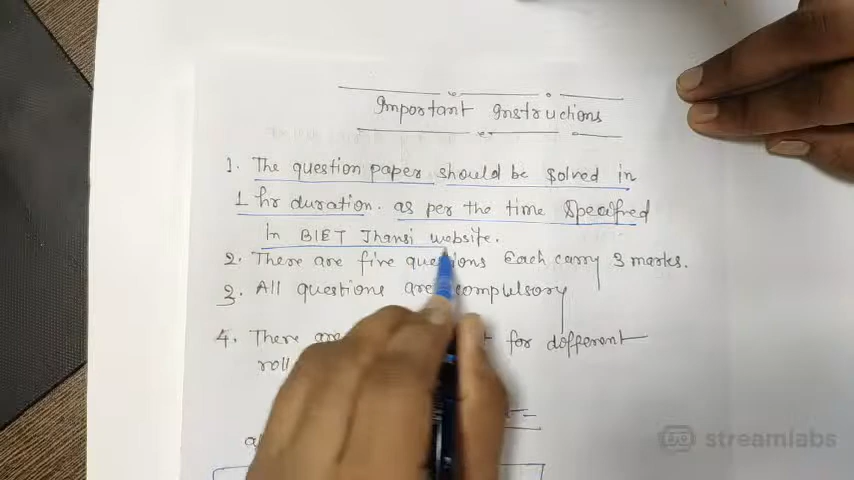 Important Instructions
1. The question paper should be solved in
1 hr duration. as per the time specified
In BIET Jhansi website.
2. There are five questions Each carry 3 marks.
3. All questions are compulsory
4. There are for different
roll
streamlabs